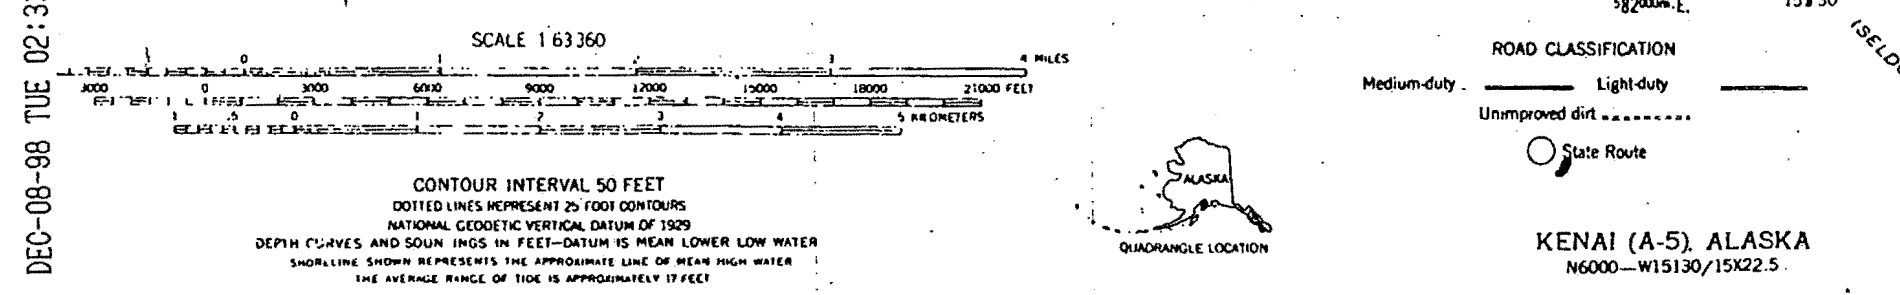 DEC-08-98 TUE 02:3
SCALE 1 63360
0 1 3 4 MILES
3000 0 3000 6000 9000 12000 15000 18000 21000 FEET
1 .5 0 1 2 3 4 5 KILOMETERS
CONTOUR INTERVAL 50 FEET
DOTTED LINES REPRESENT 25 FOOT CONTOURS
NATIONAL GEODETIC VERTICAL DATUM OF 1929
DEPTH CURVES AND SOUN INGS IN FEET—DATUM IS MEAN LOWER LOW WATER
SHORELINE SHOWN REPRESENTS THE APPROXIMATE LINE OF MEAN HIGH WATER
THE AVERAGE RANGE OF TIDE IS APPROXIMATELY 17 FEET
ALASKA
QUADRANGLE LOCATION
582000m.E.
(SELDO
ROAD CLASSIFICATION
Medium-duty Light-duty
Unimproved dirt
State Route
KENAI (A-5), ALASKA
N6000—W15130/15X22.5